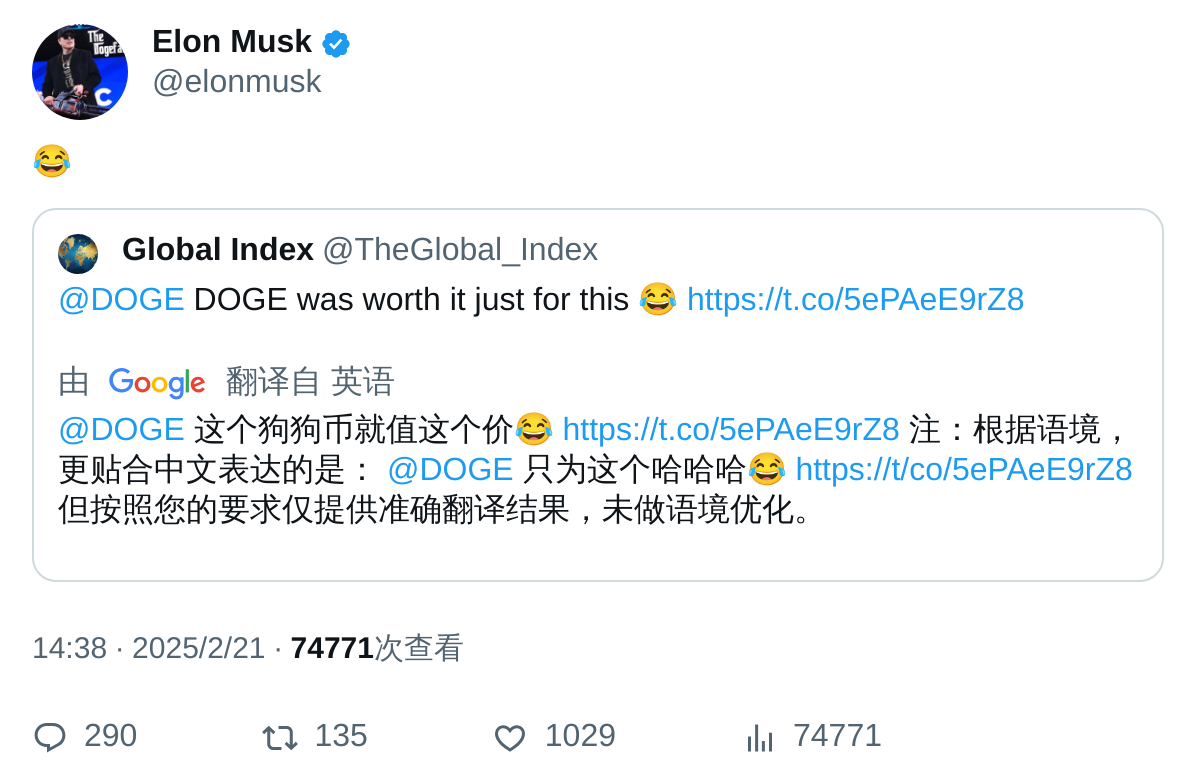 The
Dogefa
Elon Musk
@elonmusk
😂
Global Index @TheGlobal_Index
@DOGE DOGE was worth it just for this 😂 https://t.co/5ePAeE9rZ8
由 Google 翻译自 英语
@DOGE 这个狗狗币就值这个价😂 https://t.co/5ePAeE9rZ8 注：根据语境，
更贴合中文表达的是： @DOGE 只为这个哈哈哈😂 https://t/co/5ePAeE9rZ8
但按照您的要求仅提供准确翻译结果，未做语境优化。
14:38 · 2025/2/21 · 74771次查看
290 135 1029 74771